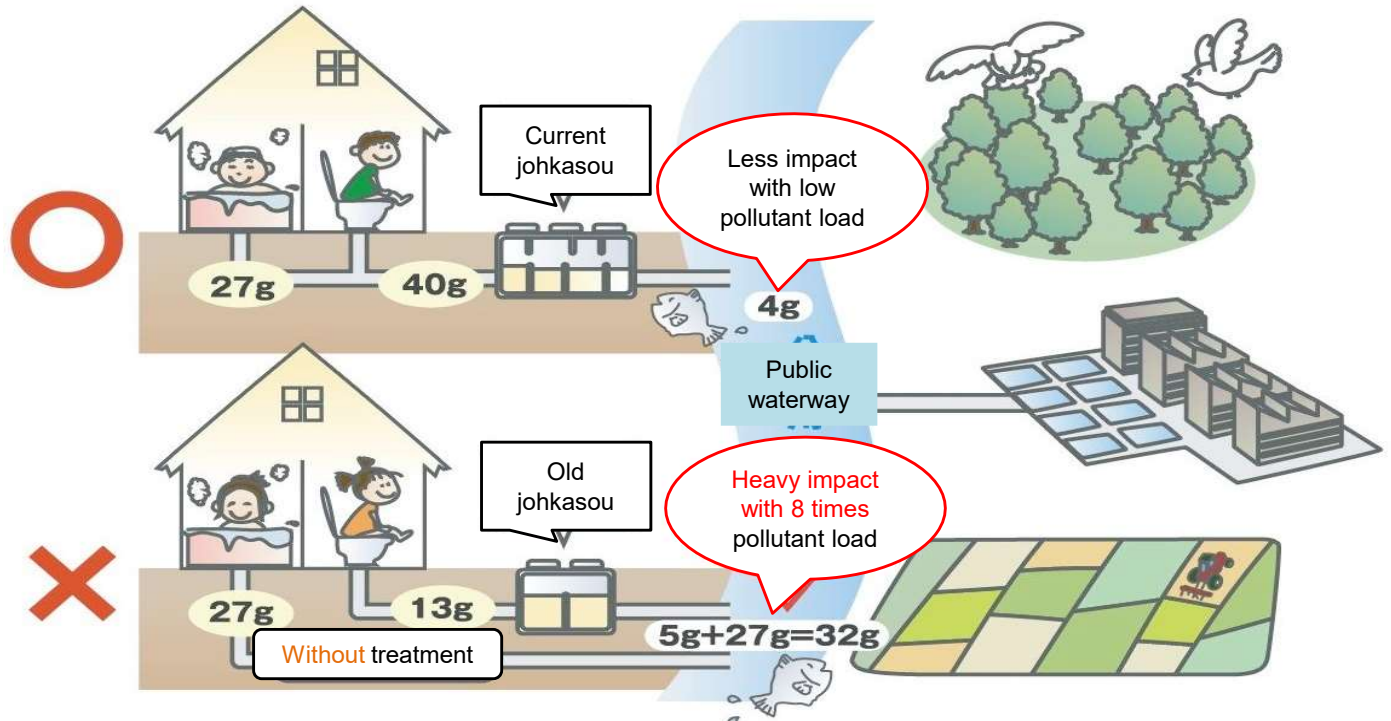 Current
johkasou
Less impact
with low
pollutant load
27g
40g
4g
Public
waterway
Old
johkasou
Heavy impact
with 8 times
pollutant load
27g
13g
5g+27g=32g
Without treatment